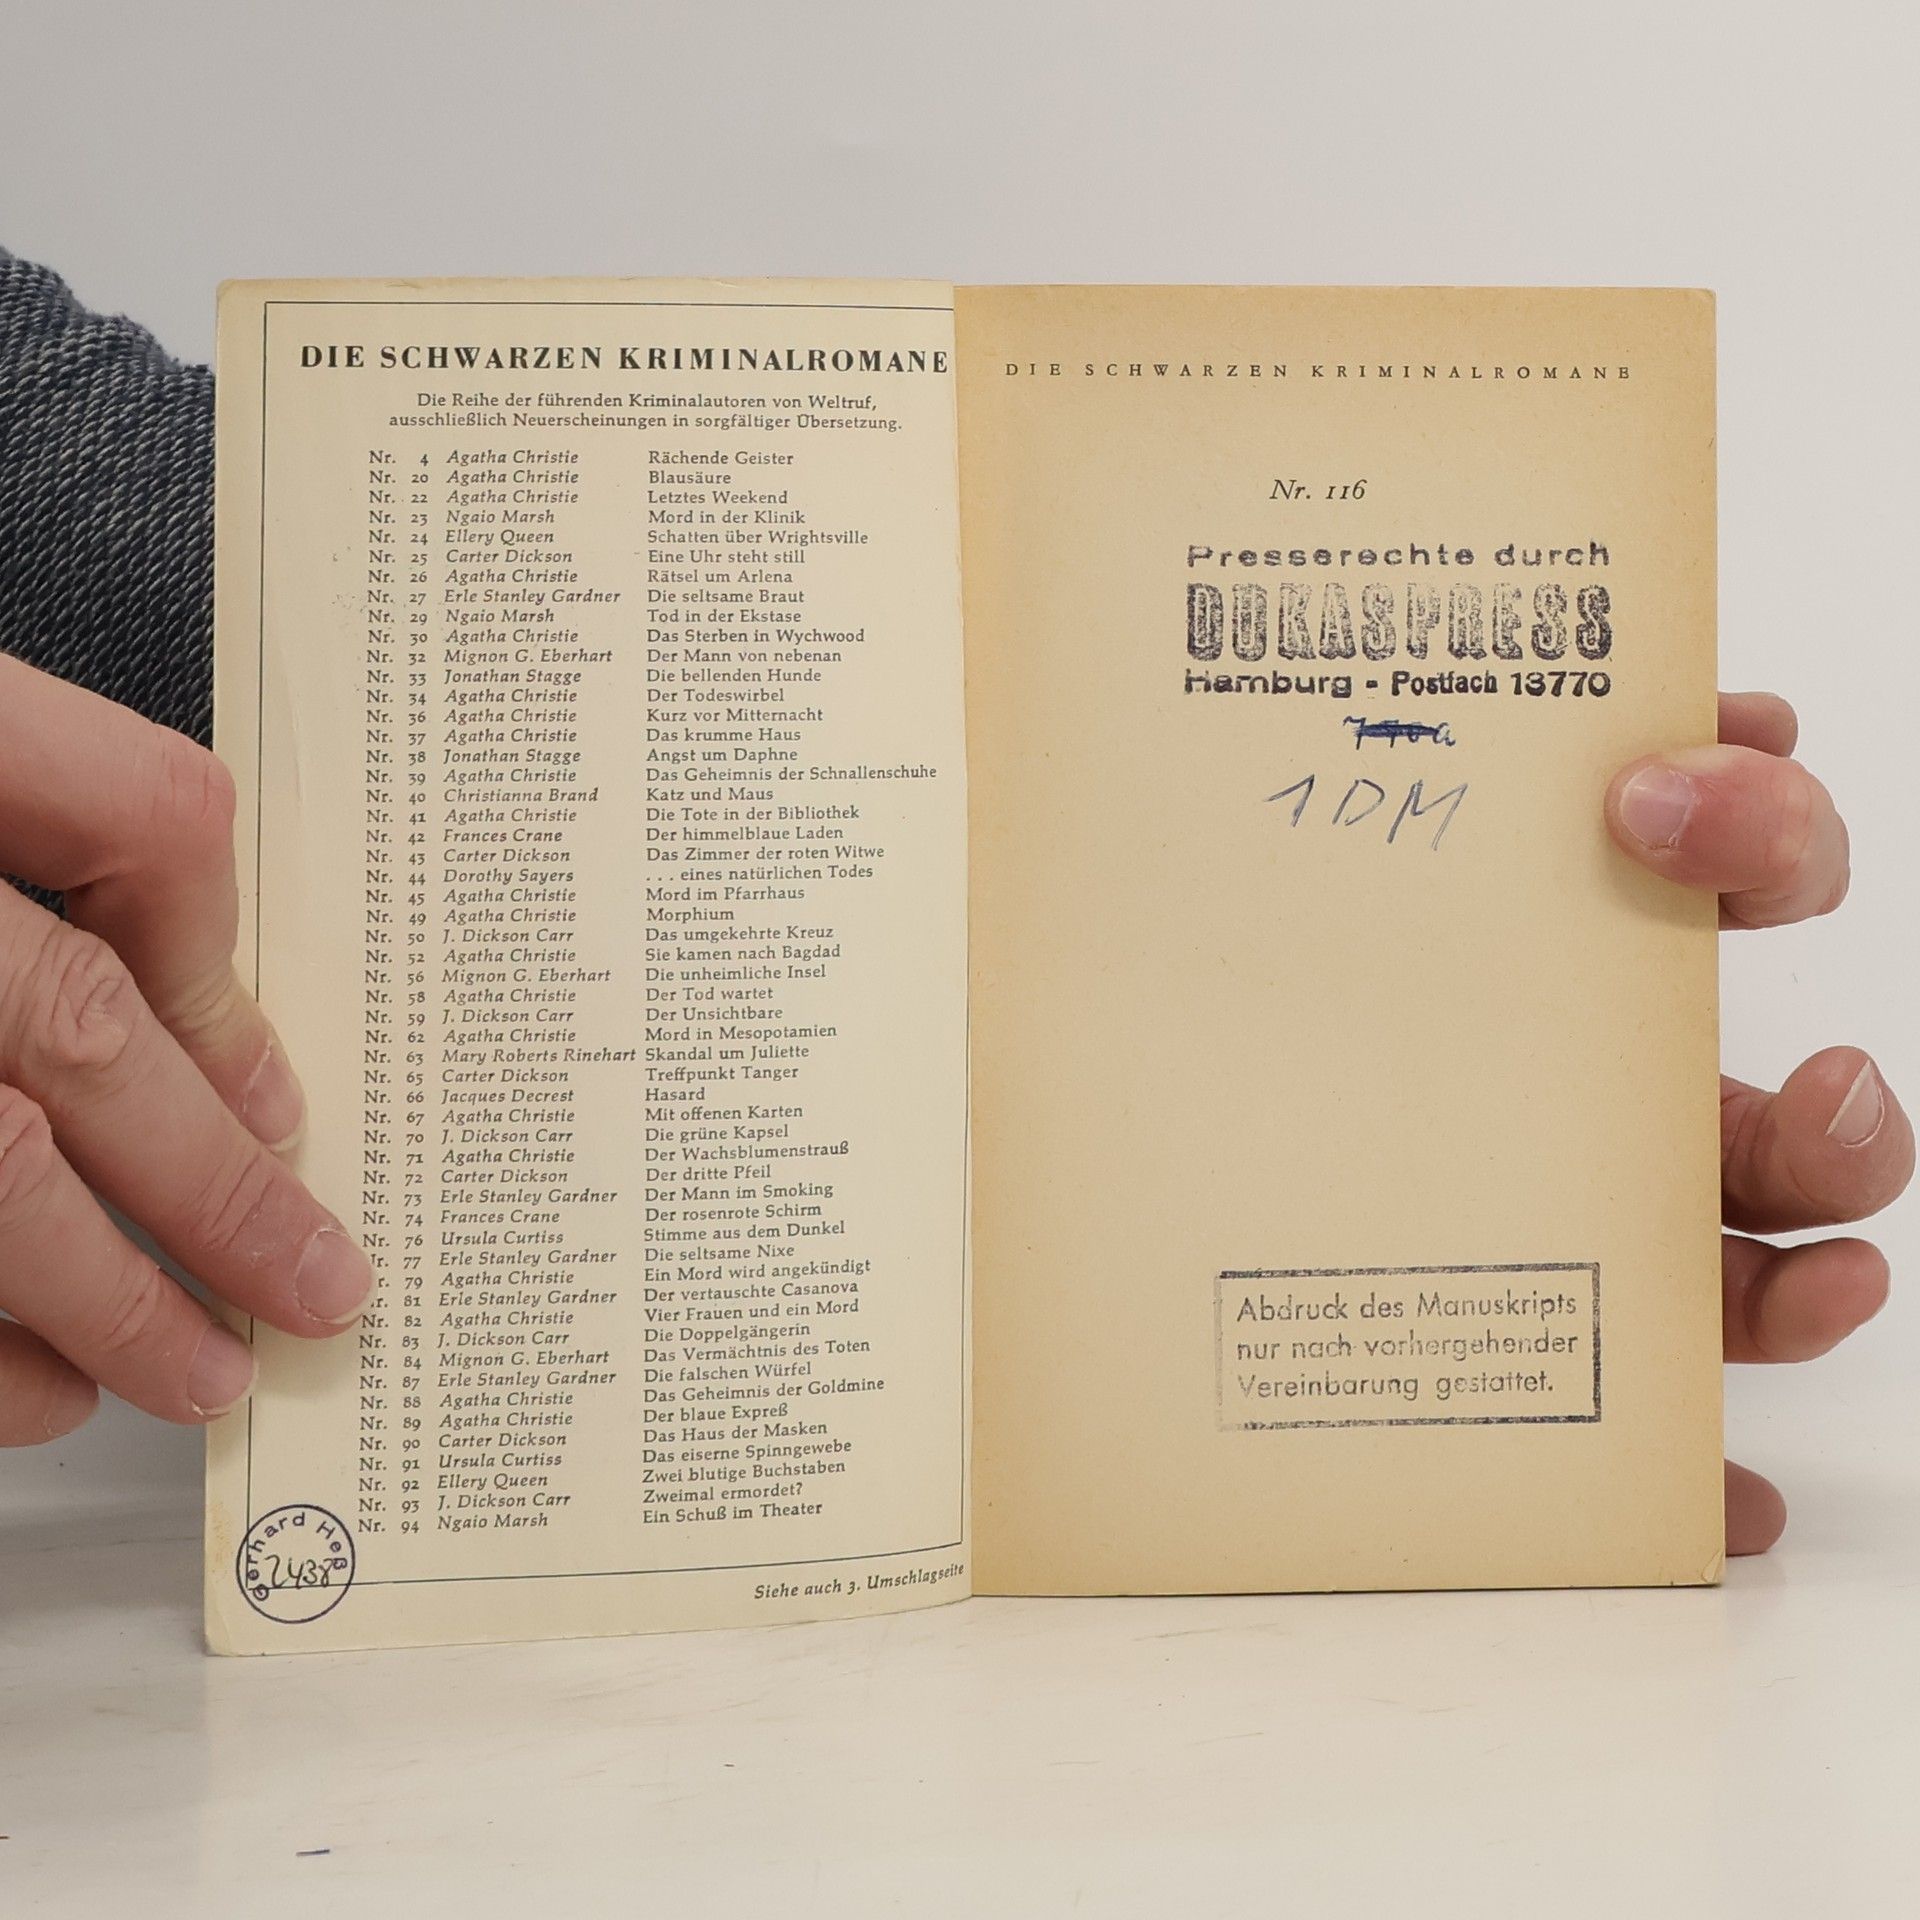 DIE SCHWARZEN KRIMINALROMANE
Die Reihe der führenden Kriminalautoren von Weltruf,
ausschließlich Neuerscheinungen in sorgfältiger Übersetzung.
Nr. 4 Agatha Christie Rächende Geister
Nr. 20 Agatha Christie Blausäure
Nr. 22 Agatha Christie Letztes Weekend
Nr. 23 Ngaio Marsh Mord in der Klinik
Nr. 24 Ellery Queen Schatten über Wrightsville
Nr. 25 Carter Dickson Eine Uhr steht still
Nr. 26 Agatha Christie Rätsel um Arlena
Nr. 27 Erle Stanley Gardner Die seltsame Braut
Nr. 29 Ngaio Marsh Tod in der Ekstase
Nr. 30 Agatha Christie Das Sterben in Wychwood
Nr. 32 Mignon G. Eberhart Der Mann von nebenan
Nr. 33 Jonathan Stagge Die bellenden Hunde
Nr. 34 Agatha Christie Der Todeswirbel
Nr. 36 Agatha Christie Kurz vor Mitternacht
Nr. 37 Agatha Christie Das krumme Haus
Nr. 38 Jonathan Stagge Angst um Daphne
Nr. 39 Agatha Christie Das Geheimnis der Schnallenschuhe
Nr. 40 Christianna Brand Katz und Maus
Nr. 41 Agatha Christie Die Tote in der Bibliothek
Nr. 42 Frances Crane Der himmelblaue Laden
Nr. 43 Carter Dickson Das Zimmer der roten Witwe
Nr. 44 Dorothy Sayers . . . eines natürlichen Todes
Nr. 45 Agatha Christie Mord im Pfarrhaus
Nr. 49 Agatha Christie Morphium
Nr. 50 J. Dickson Carr Das umgekehrte Kreuz
Nr. 52 Agatha Christie Sie kamen nach Bagdad
Nr. 56 Mignon G. Eberhart Die unheimliche Insel
Nr. 58 Agatha Christie Der Tod wartet
Nr. 59 J. Dickson Carr Der Unsichtbare
Nr. 62 Agatha Christie Mord in Mesopotamien
Nr. 63 Mary Roberts Rinehart Skandal um Juliette
Nr. 65 Carter Dickson Treffpunkt Tanger
Nr. 66 Jacques Decrest Hasard
Nr. 67 Agatha Christie Mit offenen Karten
Nr. 70 J. Dickson Carr Die grüne Kapsel
Nr. 71 Agatha Christie Der Wachsblumenstrauß
Nr. 72 Carter Dickson Der dritte Pfeil
Nr. 73 Erle Stanley Gardner Der Mann im Smoking
Nr. 74 Frances Crane Der rosenrote Schirm
Nr. 76 Ursula Curtiss Stimme aus dem Dunkel
r. 77 Erle Stanley Gardner Die seltsame Nixe
r. 79 Agatha Christie Ein Mord wird angekündigt
r. 81 Erle Stanley Gardner Der vertauschte Casanova
Nr. 82 Agatha Christie Vier Frauen und ein Mord
Nr. 83 J. Dickson Carr Die Doppelgängerin
Nr. 84 Mignon G. Eberhart Das Vermächtnis des Toten
Nr. 87 Erle Stanley Gardner Die falschen Würfel
Nr. 88 Agatha Christie Das Geheimnis der Goldmine
Nr. 89 Agatha Christie Der blaue Expreß
Nr. 90 Carter Dickson Das Haus der Masken
Nr. 91 Ursula Curtiss Das eiserne Spinngewebe
Nr. 92 Ellery Queen Zwei blutige Buchstaben
Nr. 93 J. Dickson Carr Zweimal ermordet?
Nr. 94 Ngaio Marsh Ein Schuß im Theater
Gerhard Heß
2438
Siehe auch 3. Umschlagseite
DIE SCHWARZEN KRIMINALROMANE
Nr. 116
Presserechte durch
DUKASPRESS
Hamburg - Postfach 13770
1 DM
Abdruck des Manuskripts
nur nach vorhergehender
Vereinbarung gestattet.